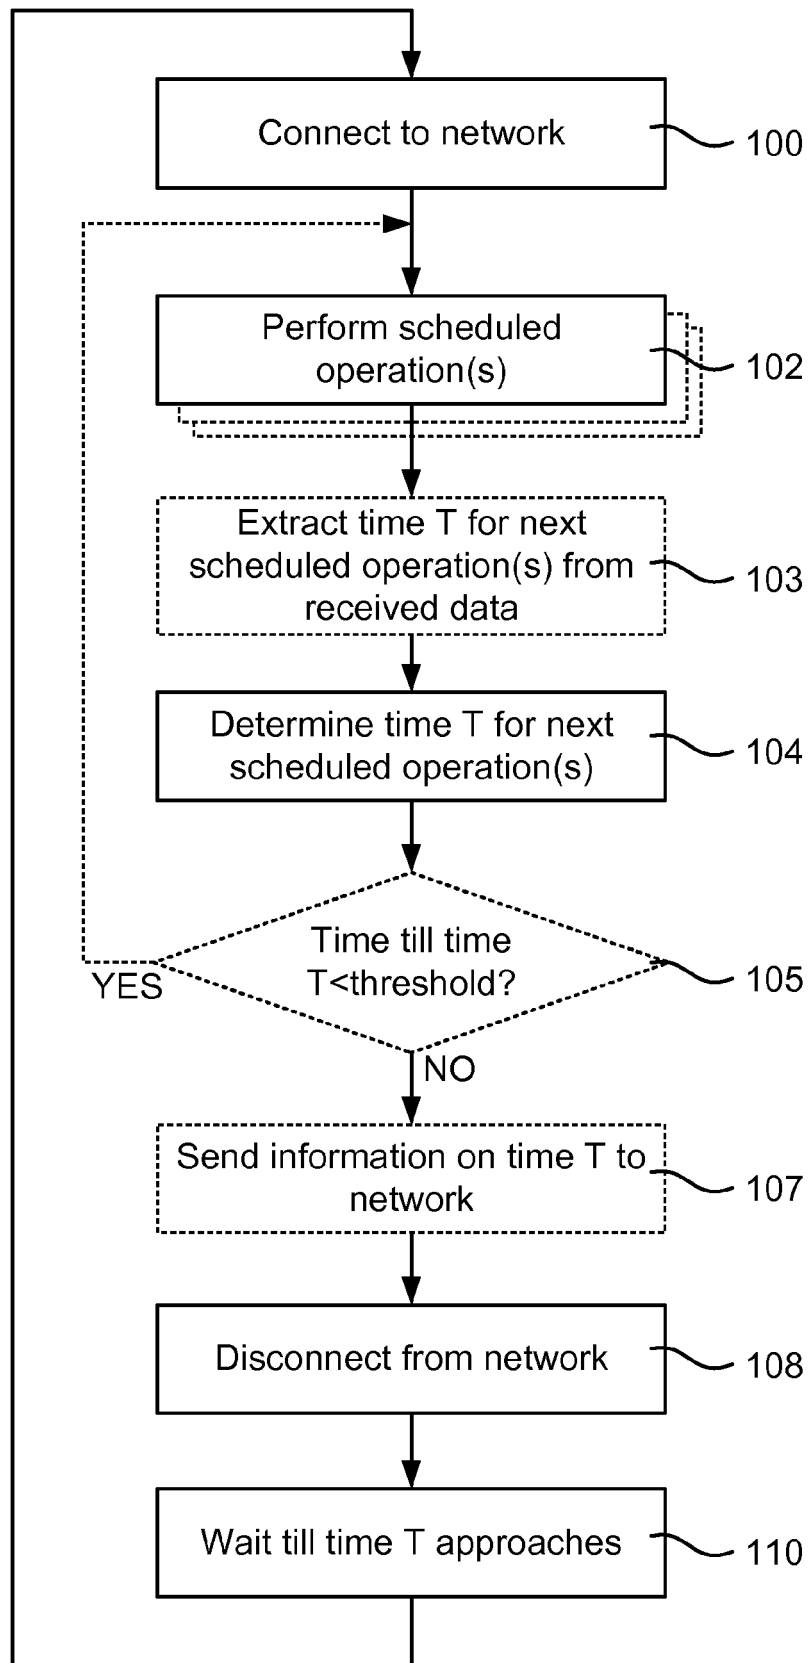 Connect to network
100
Perform scheduled
operation(s)
102
Extract time T for next
scheduled operation(s) from
received data
103
Determine time T for next
scheduled operation(s)
104
Time till time
T<threshold?
105
YES
NO
Send information on time T to
network
107
Disconnect from network
108
Wait till time T approaches
110